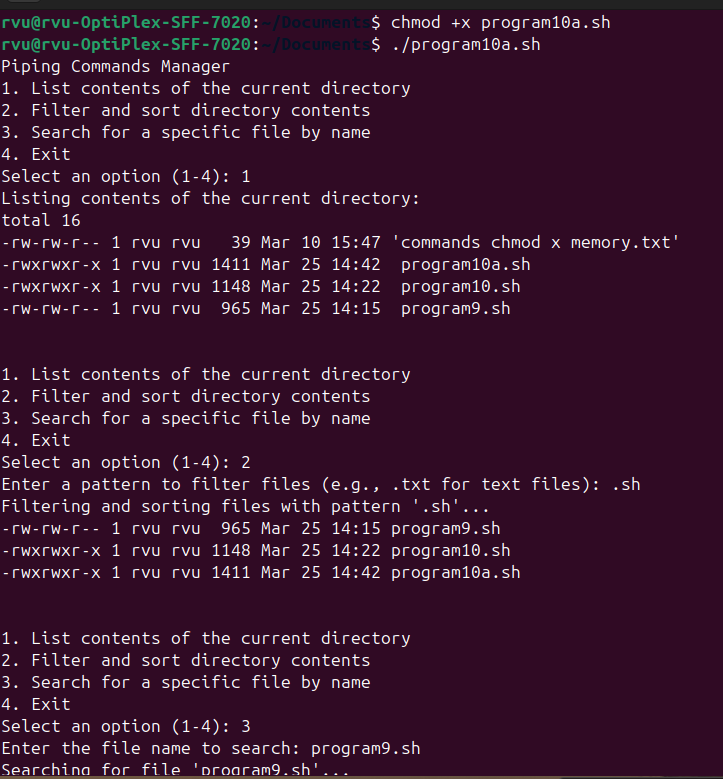 rvu@rvu-OptiPlex-SFF-7020:~/Documents$ chmod +x program10a.sh
rvu@rvu-OptiPlex-SFF-7020:~/Documents$ ./program10a.sh
Piping Commands Manager
1. List contents of the current directory
2. Filter and sort directory contents
3. Search for a specific file by name
4. Exit
Select an option (1-4): 1
Listing contents of the current directory:
total 16
-rw-rw-r-- 1 rvu rvu   39 Mar 10 15:47 'commands chmod x memory.txt'
-rwxrwxr-x 1 rvu rvu 1411 Mar 25 14:42  program10a.sh
-rwxrwxr-x 1 rvu rvu 1148 Mar 25 14:22  program10.sh
-rw-rw-r-- 1 rvu rvu  965 Mar 25 14:15  program9.sh
1. List contents of the current directory
2. Filter and sort directory contents
3. Search for a specific file by name
4. Exit
Select an option (1-4): 2
Enter a pattern to filter files (e.g., .txt for text files): .sh
Filtering and sorting files with pattern '.sh'...
-rw-rw-r-- 1 rvu rvu  965 Mar 25 14:15 program9.sh
-rwxrwxr-x 1 rvu rvu 1148 Mar 25 14:22 program10.sh
-rwxrwxr-x 1 rvu rvu 1411 Mar 25 14:42 program10a.sh
1. List contents of the current directory
2. Filter and sort directory contents
3. Search for a specific file by name
4. Exit
Select an option (1-4): 3
Enter the file name to search: program9.sh
Searching for file 'program9.sh'...